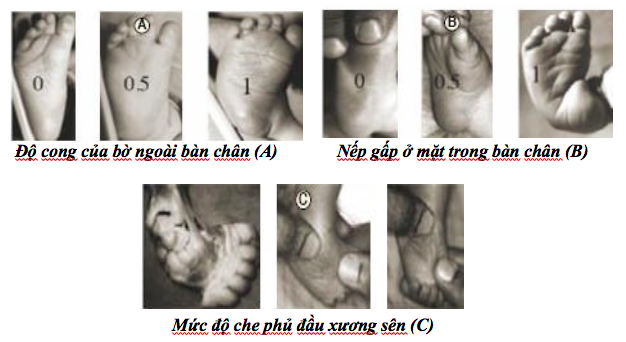 0
A
0.5
1
0
B
0.5
1
Độ cong của bờ ngoài bàn chân (A)
Nếp gấp ở mặt trong bàn chân (B)
C
Mức độ che phủ đầu xương sên (C)